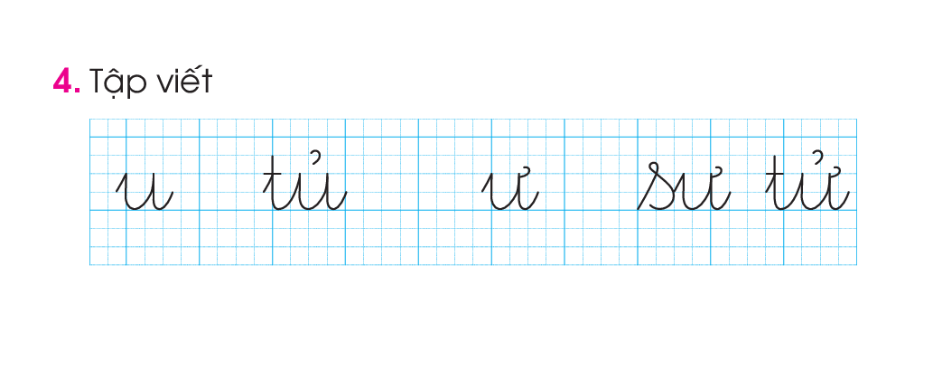 4. Tập viết
u tủ ư sư tử